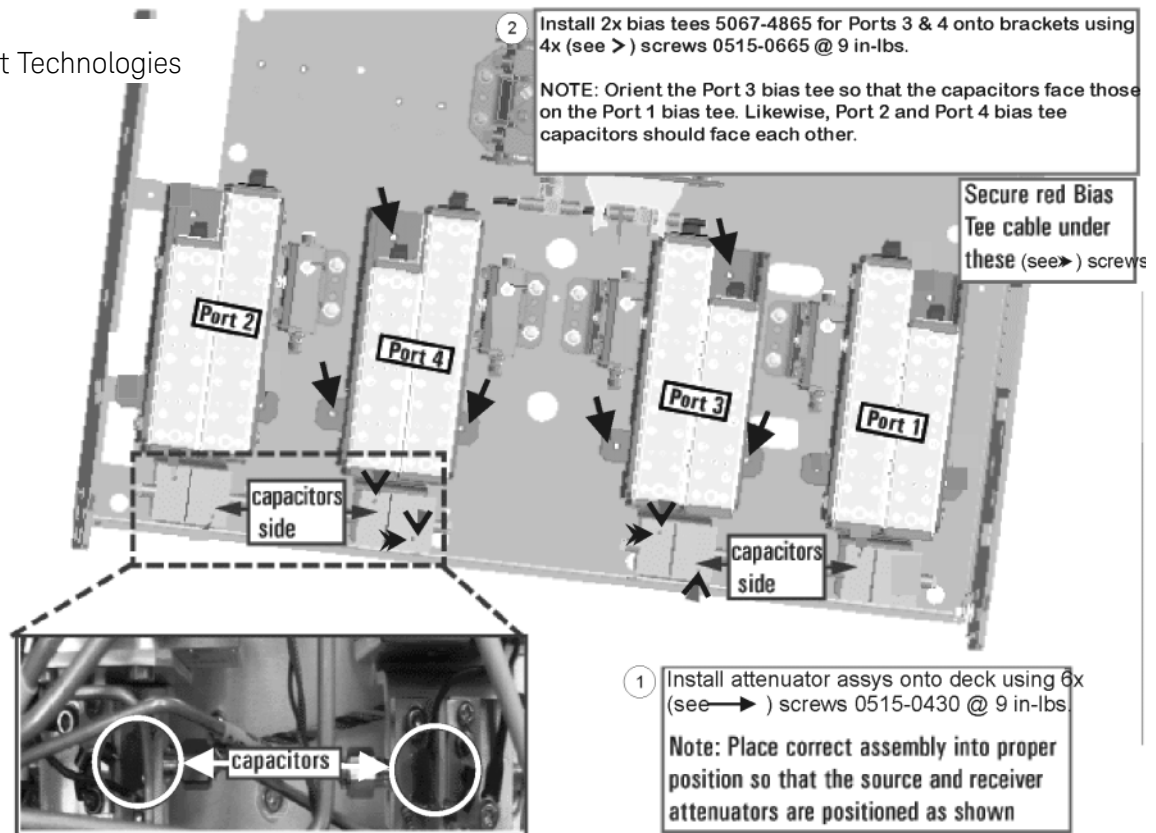 t Technologies
2
Install 2x bias tees 5067-4865 for Ports 3 & 4 onto brackets using
4x (see > ) screws 0515-0665 @ 9 in-lbs.
NOTE: Orient the Port 3 bias tee so that the capacitors face those
on the Port 1 bias tee. Likewise, Port 2 and Port 4 bias tee
capacitors should face each other.
Secure red Bias
Tee cable under
these (see➤) screws
Port 2
Port 4
Port 3
Port 1
capacitors
side
capacitors
side
capacitors
1
Install attenuator assys onto deck using 6x
(see → ) screws 0515-0430 @ 9 in-lbs.
Note: Place correct assembly into proper
position so that the source and receiver
attenuators are positioned as shown